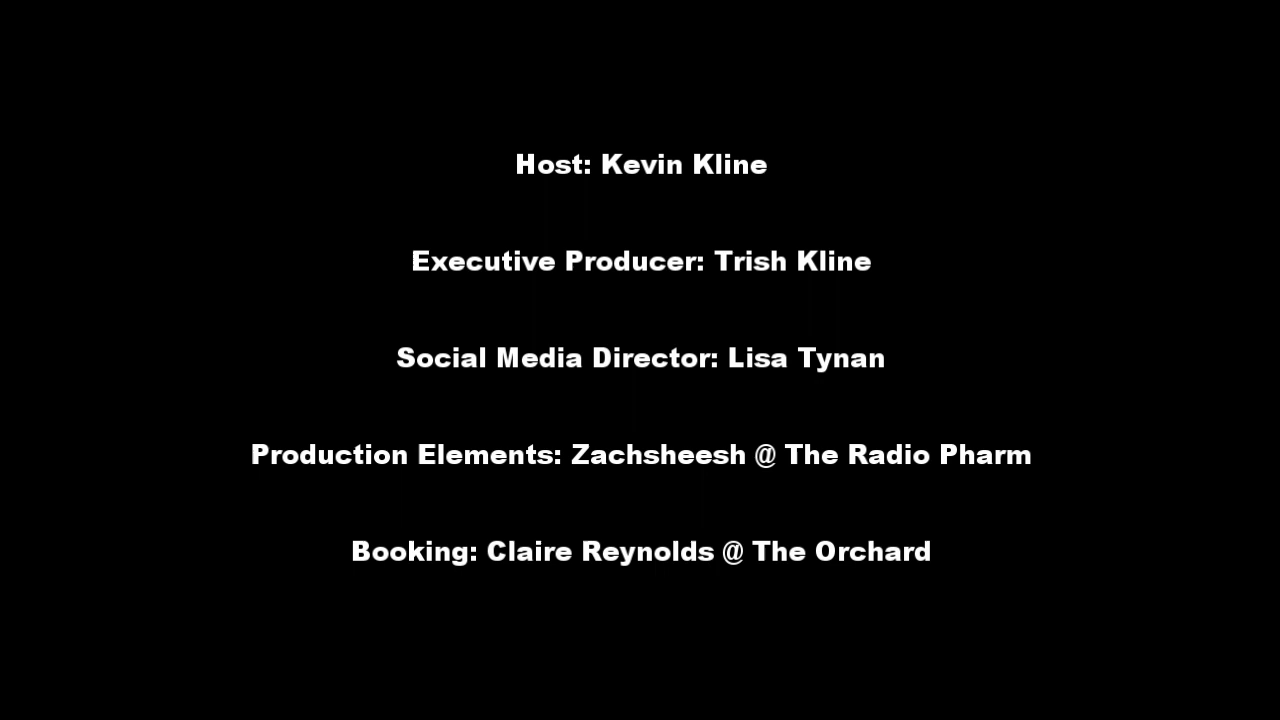 Host: Kevin Kline
Executive Producer: Trish Kline
Social Media Director: Lisa Tynan
Production Elements: Zachsheesh @ The Radio Pharm
Booking: Claire Reynolds @ The Orchard